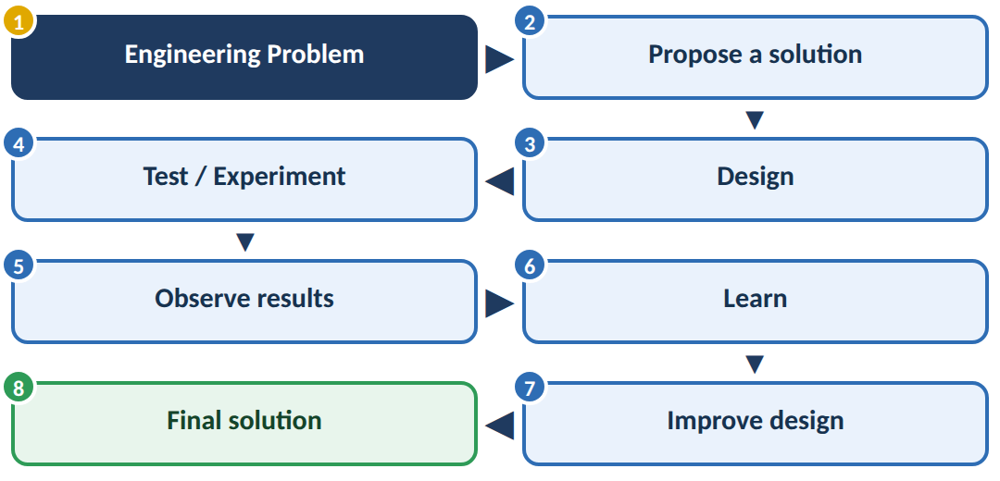 1
Engineering Problem
2
Propose a solution
3
Design
4
Test / Experiment
5
Observe results
6
Learn
7
Improve design
8
Final solution